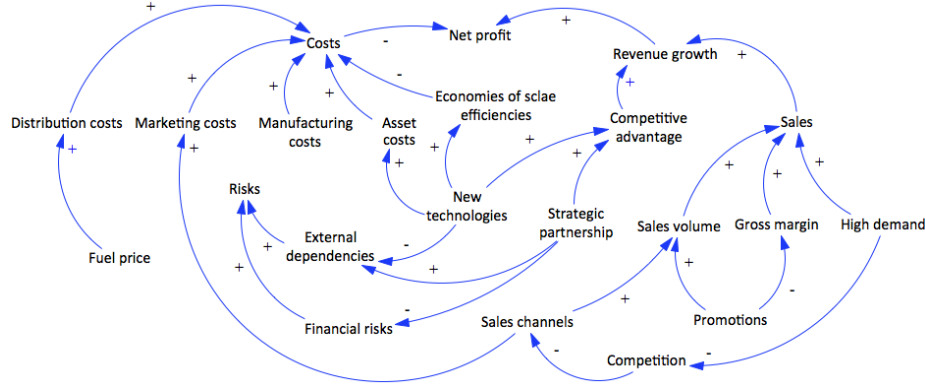 +
Costs
-
Net profit
+
Revenue growth
+
+
-
+
+
+
Economies of sclae
efficiencies
Distribution costs
Marketing costs
Manufacturing
costs
Asset
costs
Competitive
advantage
Sales
+
+
+
+
+
+
+
+
+
Risks
New
technologies
Strategic
partnership
Sales volume
Gross margin
High demand
External
dependencies
+
-
Fuel price
+
+
+
-
-
+
Financial risks
Sales channels
Promotions
-
Competition
-